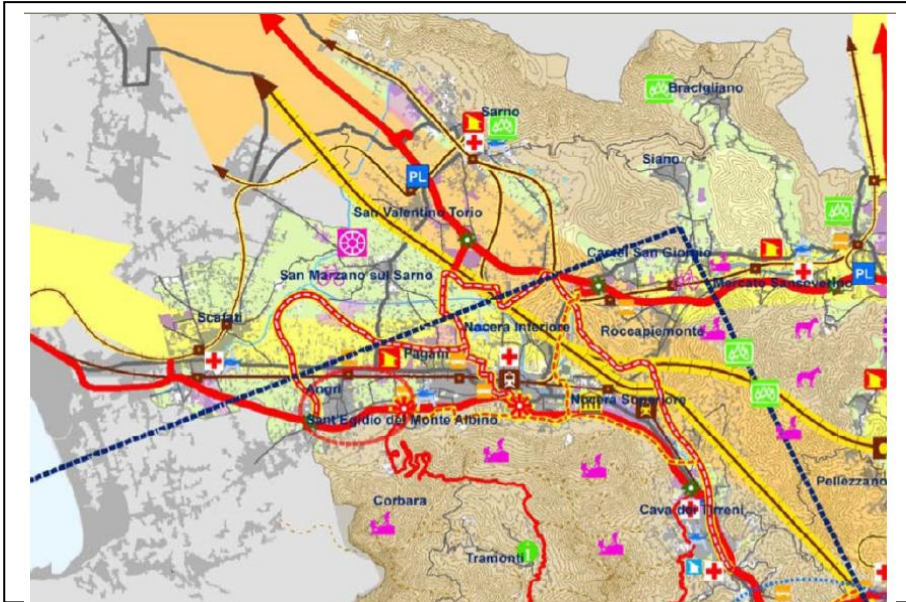 Bracigliano
Sarno
Siano
PL
San Valentino Torio
Castel San Giorgio
San Marzano sul Sarno
Mercato Sanseverino
PL
Scafati
Nocera Inferiore
Roccapiemonte
Pagani
Angri
Nocera Superiore
Sant'Egidio del Monte Albino
Pellezzano
Corbara
Cava dei Tirreni
Tramonti
i